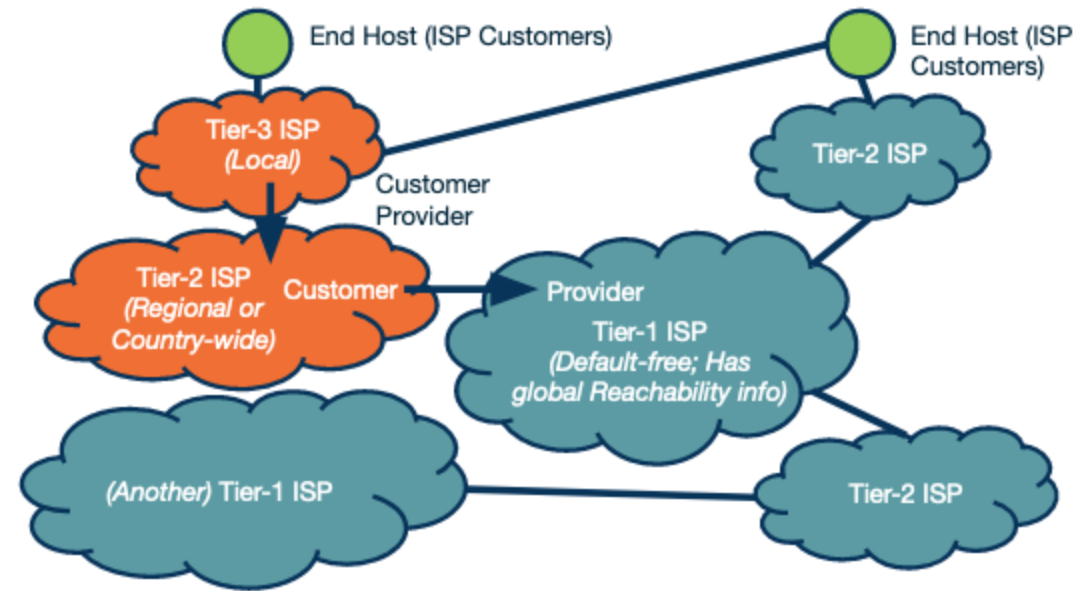 End Host (ISP Customers)
End Host (ISP
Customers)
Tier-3 ISP
(Local)
Tier-2 ISP
Customer
Provider
Tier-2 ISP
(Regional or
Country-wide)
Customer
Provider
Tier-1 ISP
(Default-free; Has
global Reachability info)
(Another) Tier-1 ISP
Tier-2 ISP